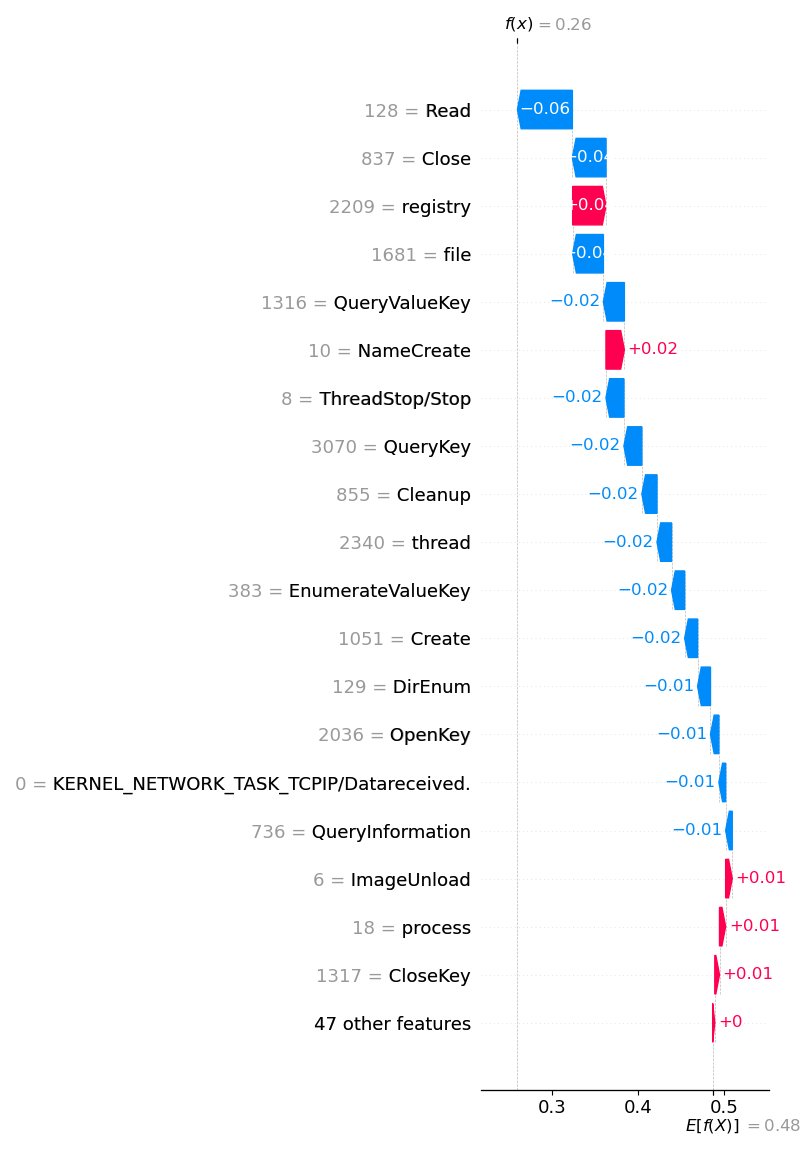 f(x) = 0.26
128 = Read
−0.06
837 = Close
2209 = registry
1681 = file
1316 = QueryValueKey
−0.02
10 = NameCreate
+0.02
8 = ThreadStop/Stop
−0.02
3070 = QueryKey
−0.02
855 = Cleanup
−0.02
2340 = thread
−0.02
383 = EnumerateValueKey
−0.02
1051 = Create
−0.02
129 = DirEnum
−0.01
2036 = OpenKey
−0.01
0 = KERNEL_NETWORK_TASK_TCPIP/Datareceived.
−0.01
736 = QueryInformation
−0.01
6 = ImageUnload
+0.01
18 = process
+0.01
1317 = CloseKey
+0.01
47 other features
+0
0.3 0.4 0.5
E[f(X)] = 0.48